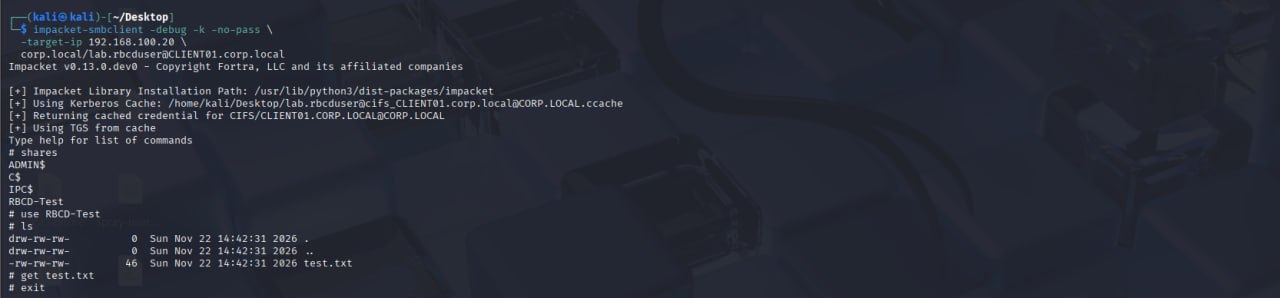 ┌──(kali㉿kali)-[~/Desktop]
└─$ impacket-smbclient -debug -k -no-pass \
-target-ip 192.168.100.20 \
corp.local/lab.rbcduser@CLIENT01.corp.local
Impacket v0.13.0.dev0 - Copyright Fortra, LLC and its affiliated companies
[+] Impacket Library Installation Path: /usr/lib/python3/dist-packages/impacket
[+] Using Kerberos Cache: /home/kali/Desktop/lab.rbcduser@cifs_CLIENT01.corp.local@CORP.LOCAL.ccache
[+] Returning cached credential for CIFS/CLIENT01.CORP.LOCAL@CORP.LOCAL
[+] Using TGS from cache
Type help for list of commands
# shares
ADMIN$
C$
IPC$
RBCD-Test
# use RBCD-Test
# ls
drw-rw-rw-          0  Sun Nov 22 14:42:31 2026 .
drw-rw-rw-          0  Sun Nov 22 14:42:31 2026 ..
-rw-rw-rw-         46  Sun Nov 22 14:42:31 2026 test.txt
# get test.txt
# exit